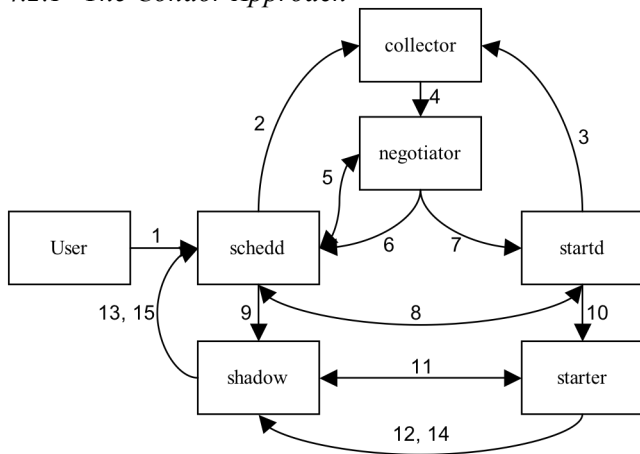 4.2.1 The Condor Approach
collector
2
4
3
negotiator
5
6
7
User
1
schedd
startd
13, 15
9
8
10
shadow
11
starter
12, 14